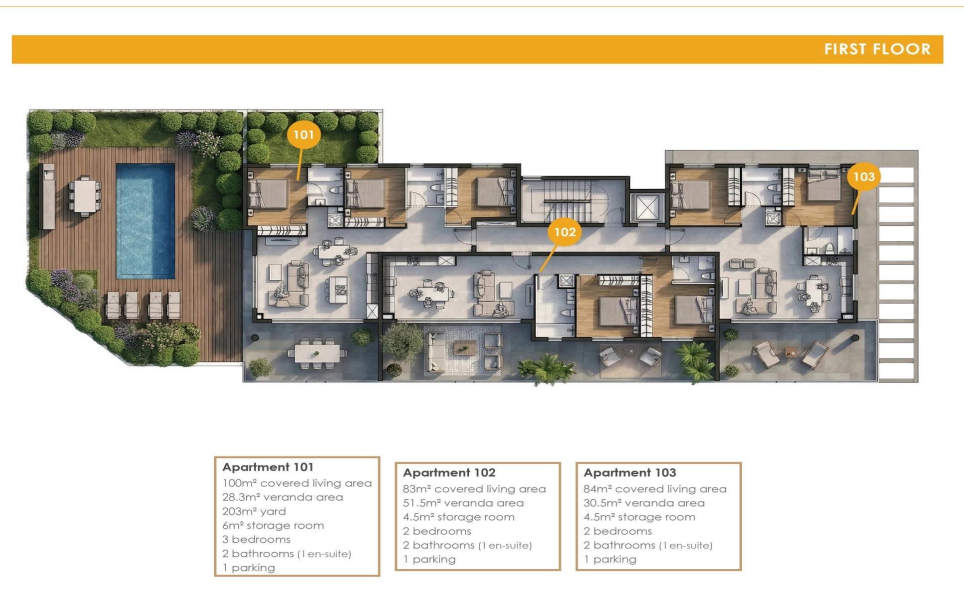 FIRST FLOOR
101
103
102
Apartment 101
100m² covered living area
28.3m² veranda area
203m² yard
6m² storage room
3 bedrooms
2 bathrooms (1 en-suite)
1 parking
Apartment 102
83m² covered living area
51.5m² veranda area
4.5m² storage room
2 bedrooms
2 bathrooms (1 en-suite)
1 parking
Apartment 103
84m² covered living area
30.5m² veranda area
4.5m² storage room
2 bedrooms
2 bathrooms (1 en-suite)
1 parking